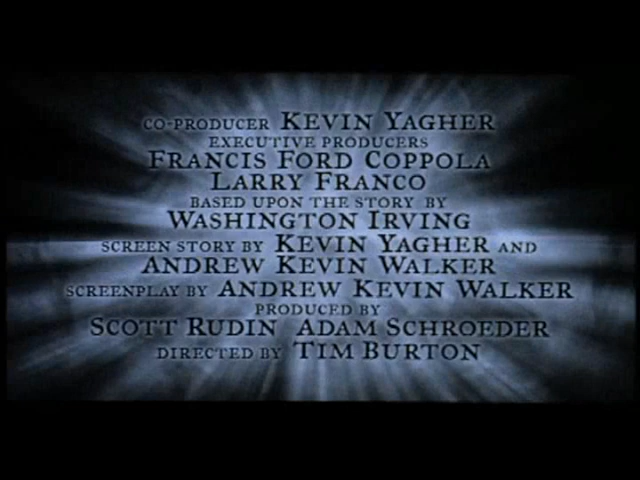 CO-PRODUCER KEVIN YAGHER
EXECUTIVE PRODUCERS
FRANCIS FORD COPPOLA
LARRY FRANCO
BASED UPON THE STORY BY
WASHINGTON IRVING
SCREEN STORY BY KEVIN YAGHER AND
ANDREW KEVIN WALKER
SCREENPLAY BY ANDREW KEVIN WALKER
PRODUCED BY
SCOTT RUDIN ADAM SCHROEDER
DIRECTED BY TIM BURTON